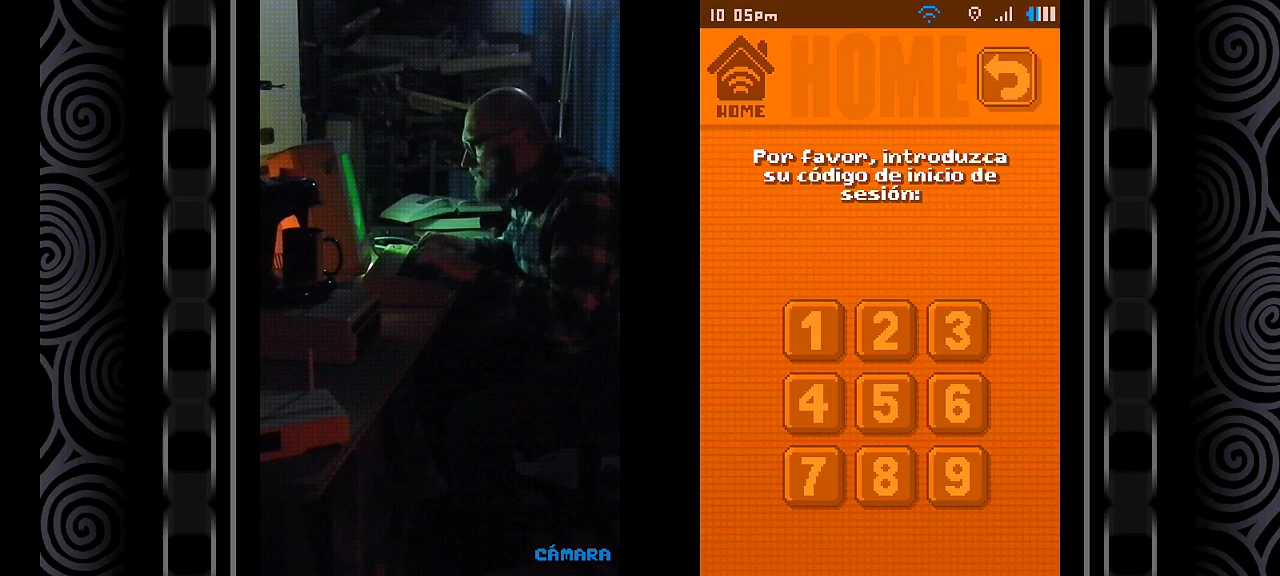 CÁMARA
10 05pm
HOME
HOME
Por favor, introduzca
su código de inicio de
sesión:
1 2 3
4 5 6
7 8 9